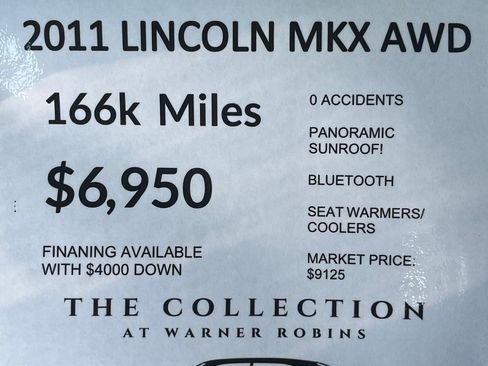 2011 LINCOLN MKX AWD
166k Miles
$6,950
FINANING AVAILABLE
WITH $4000 DOWN
0 ACCIDENTS
PANORAMIC
SUNROOF!
BLUETOOTH
SEAT WARMERS/
COOLERS
MARKET PRICE:
$9125
THE COLLECTION
AT WARNER ROBINS